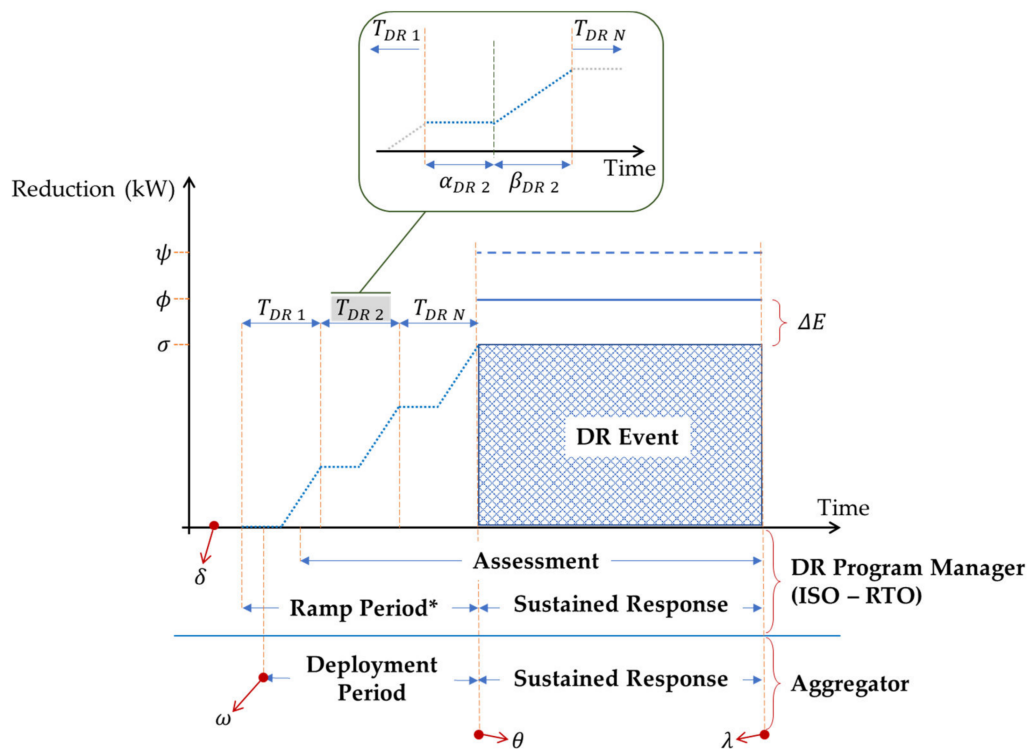 T_DR 1
T_DR N
Time
α_DR 2
β_DR 2
Reduction (kW)
ψ
ϕ
σ
T_DR 1
T_DR 2
T_DR N
ΔE
DR Event
Time
δ
Assessment
DR Program Manager
(ISO – RTO)
Ramp Period*
Sustained Response
Deployment
Period
Sustained Response
Aggregator
ω
θ
λ